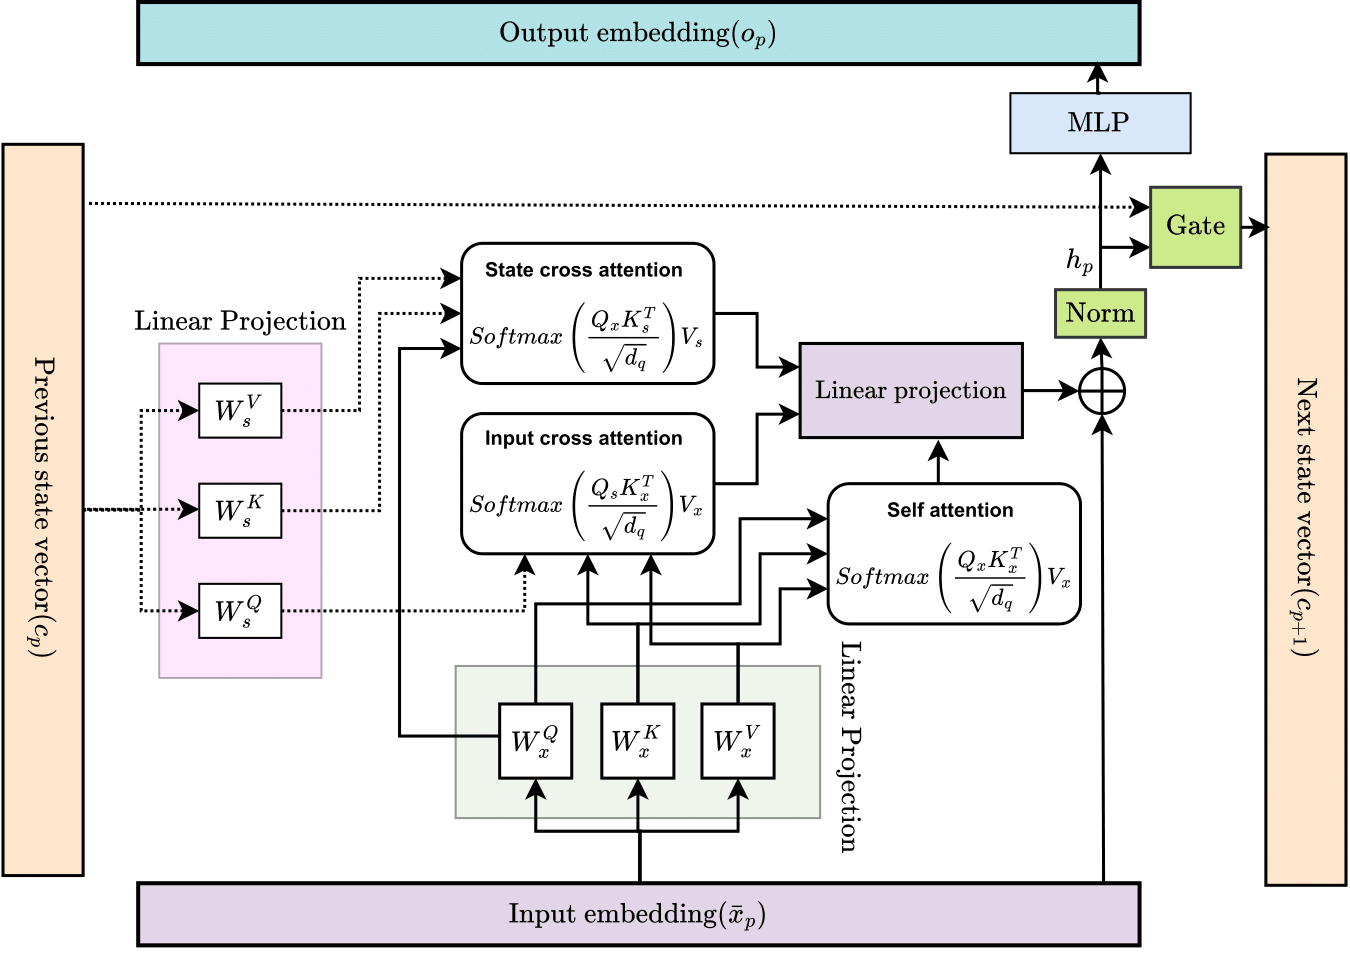 Output embedding(o_p)
MLP
Gate
h_p
Norm
State cross attention
Softmax(Q_x K_s^T / √d_q)V_s
Linear Projection
Previous state vector(c_p)
W_s^V
W_s^K
W_s^Q
Input cross attention
Softmax(Q_s K_x^T / √d_q)V_x
Linear projection
Self attention
Softmax(Q_x K_x^T / √d_q)V_x
Next state vector(c_{p+1})
W_x^Q
W_x^K
W_x^V
Linear Projection
Input embedding(x̄_p)